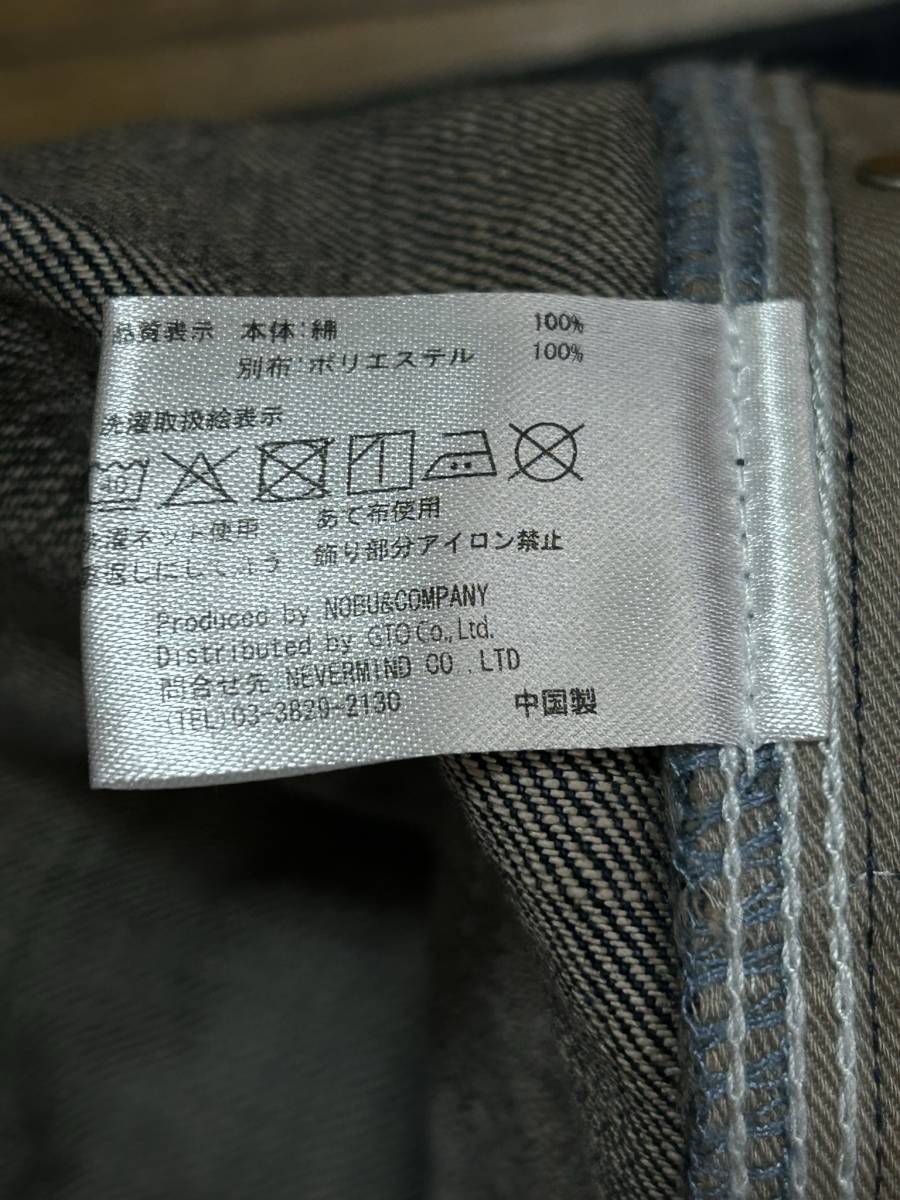 品質表示 本体:綿 100%
別布 ポリエステル 100%
洗濯取扱絵表示
40
洗濯ネット使用 あて布使用
飾り部分アイロン禁止
Produced by NOBU&COMPANY
Distributed by GTO Co., Ltd.
問合せ先 NEVERMIND CO .LTD
(TEL)03-3829-2130 中国製